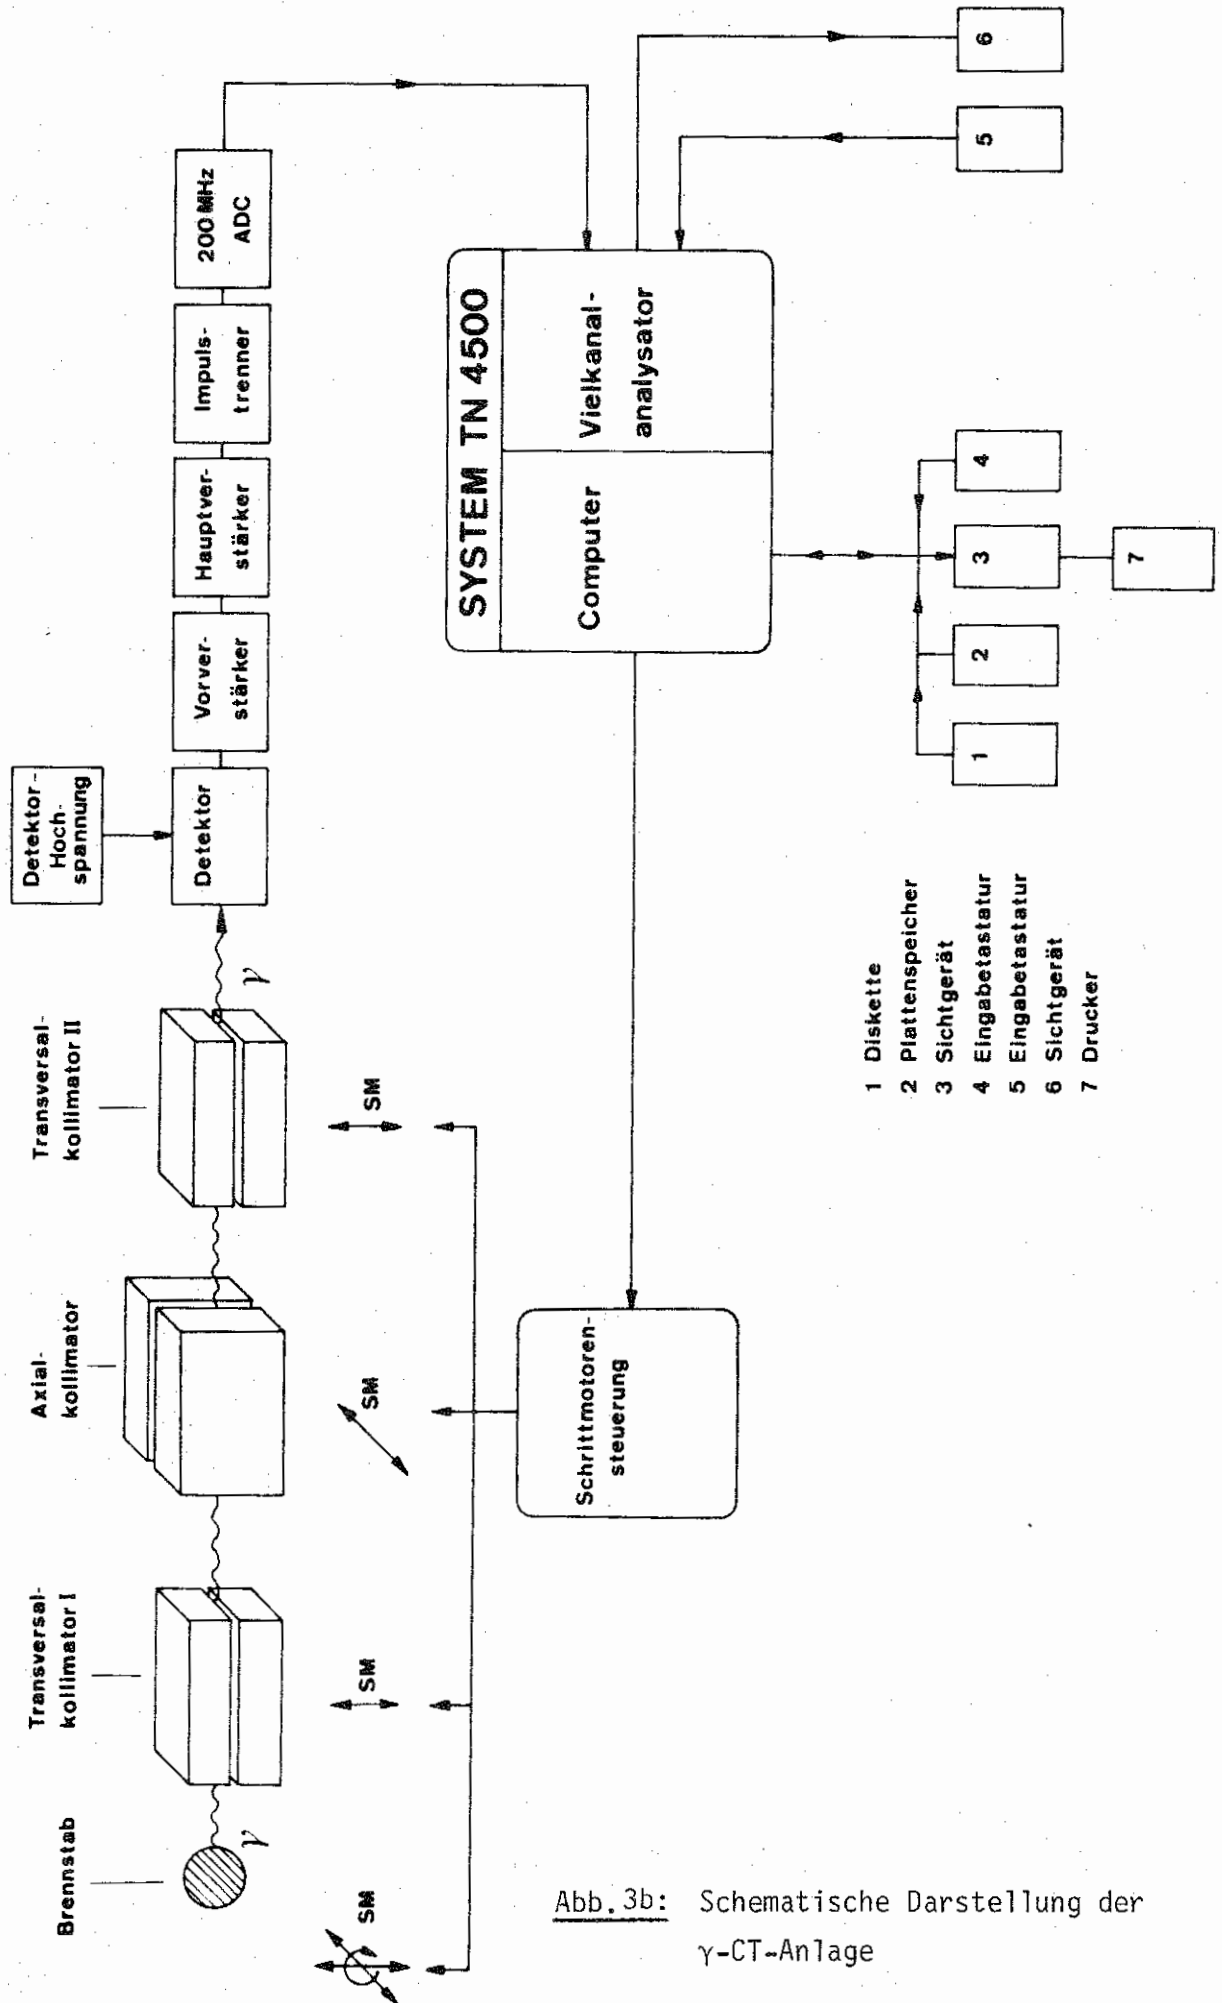 Brennstab
Transversal-
kollimator I
Axial-
kollimator
Transversal-
kollimator II
γ
γ
Detektor-
Hoch-
spannung
Detektor
Vorver-
stärker
Hauptver-
stärker
Impuls-
trenner
200 MHz
ADC
SM
SM
SM
SM
Schrittmotoren-
steuerung
SYSTEM TN 4500
Computer
Vielkanal-
analysator
1
2
3
4
5
6
7
1 Diskette
2 Plattenspeicher
3 Sichtgerät
4 Eingabetastatur
5 Eingabetastatur
6 Sichtgerät
7 Drucker
Abb. 3b: Schematische Darstellung der
γ-CT-Anlage